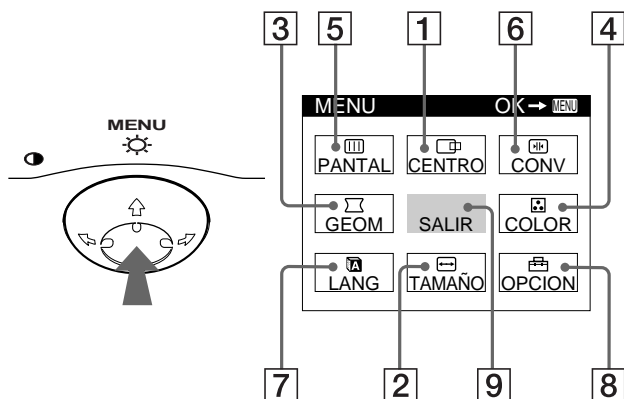 3 5 1 6 4
MENU
MENU OK → MENU
PANTAL CENTRO CONV
GEOM SALIR COLOR
LANG TAMAÑO OPCION
7 2 9 8